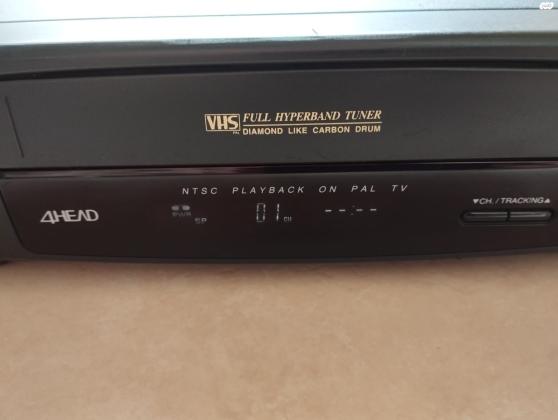 VHS FULL HYPERBAND TUNER
PAL DIAMOND LIKE CARBON DRUM
NTSC PLAYBACK ON PAL TV
4HEAD
PWR
SP
01 CH
--:--
▼CH./TRACKING▲